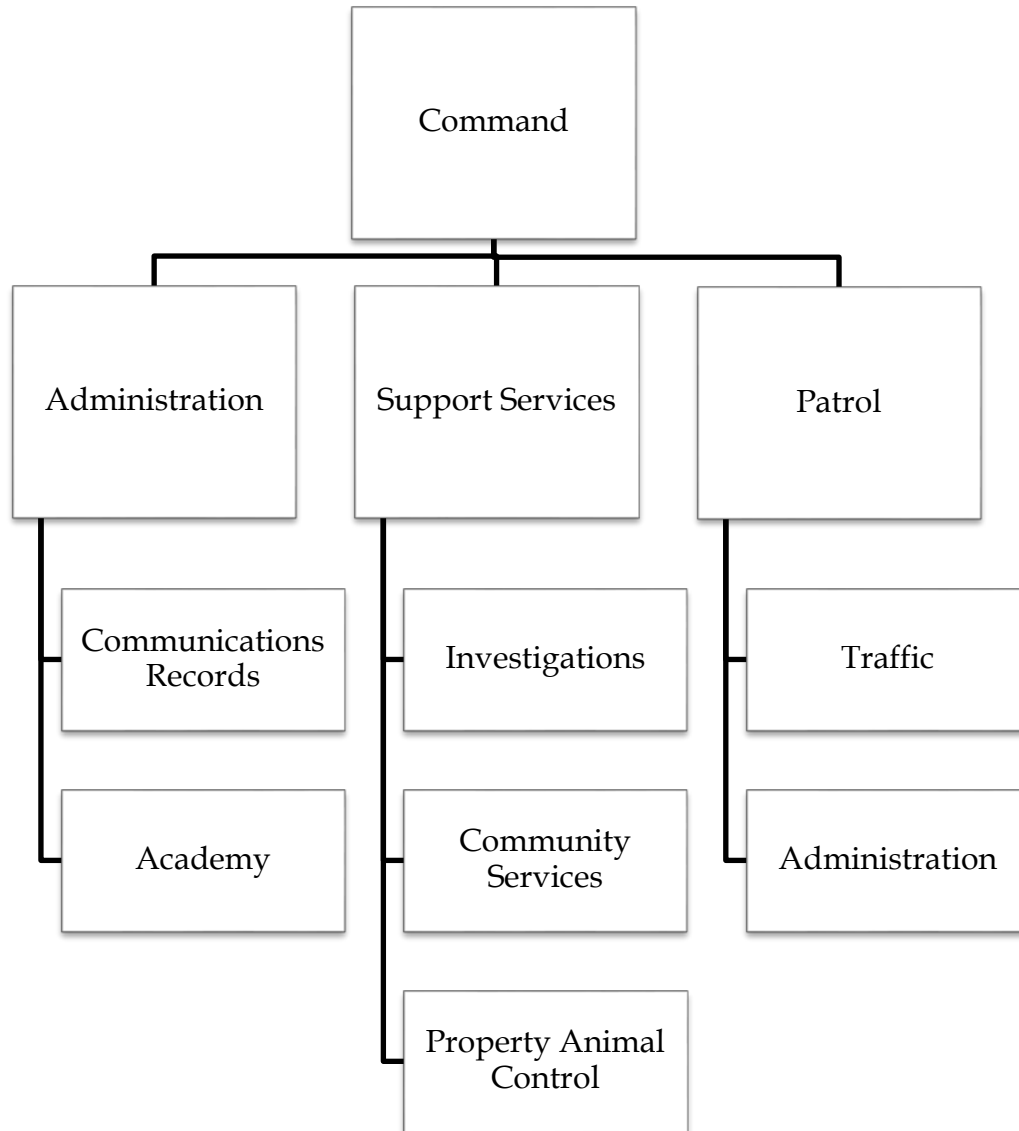 Command
Administration
Support Services
Patrol
Communications
Records
Investigations
Traffic
Academy
Community
Services
Administration
Property Animal
Control